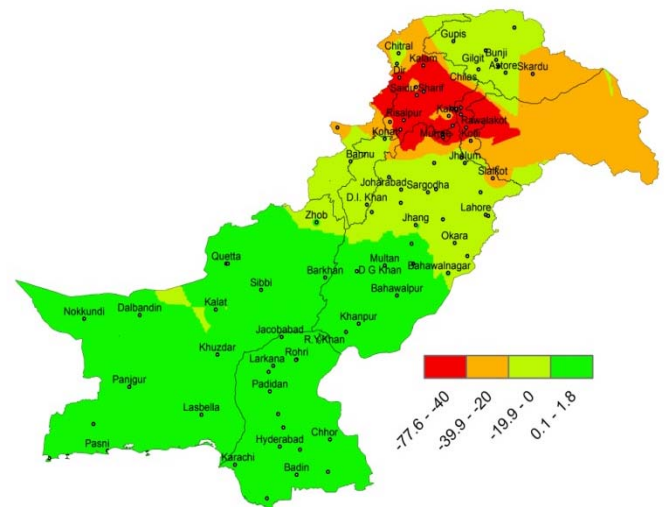 Gupis
Chitral
Bunji
Gilgit
Astore
Skardu
Kalam
Dir
Chilas
Saidu Sharif
Risalpur
Rawalakot
Kohat
Kotli
Bannu
Jhalum
Sialkot
Joharabad
Sargodha
D.I. Khan
Lahore
Zhob
Jhang
Okara
Quetta
Multan
D G Khan
Bahawalnagar
Barkhan
Sibbi
Bahawalpur
Kalat
Dalbandin
Nokkundi
Khanpur
Jacobabad
R.Y.Khan
Khuzdar
Rohri
Larkana
Panjgur
Padidan
Lasbella
Pasni
Hyderabad
Chhor
Karachi
Badin
-77.6 - -40
-39.9 - -20
-19.9 - 0
0.1 - 1.8